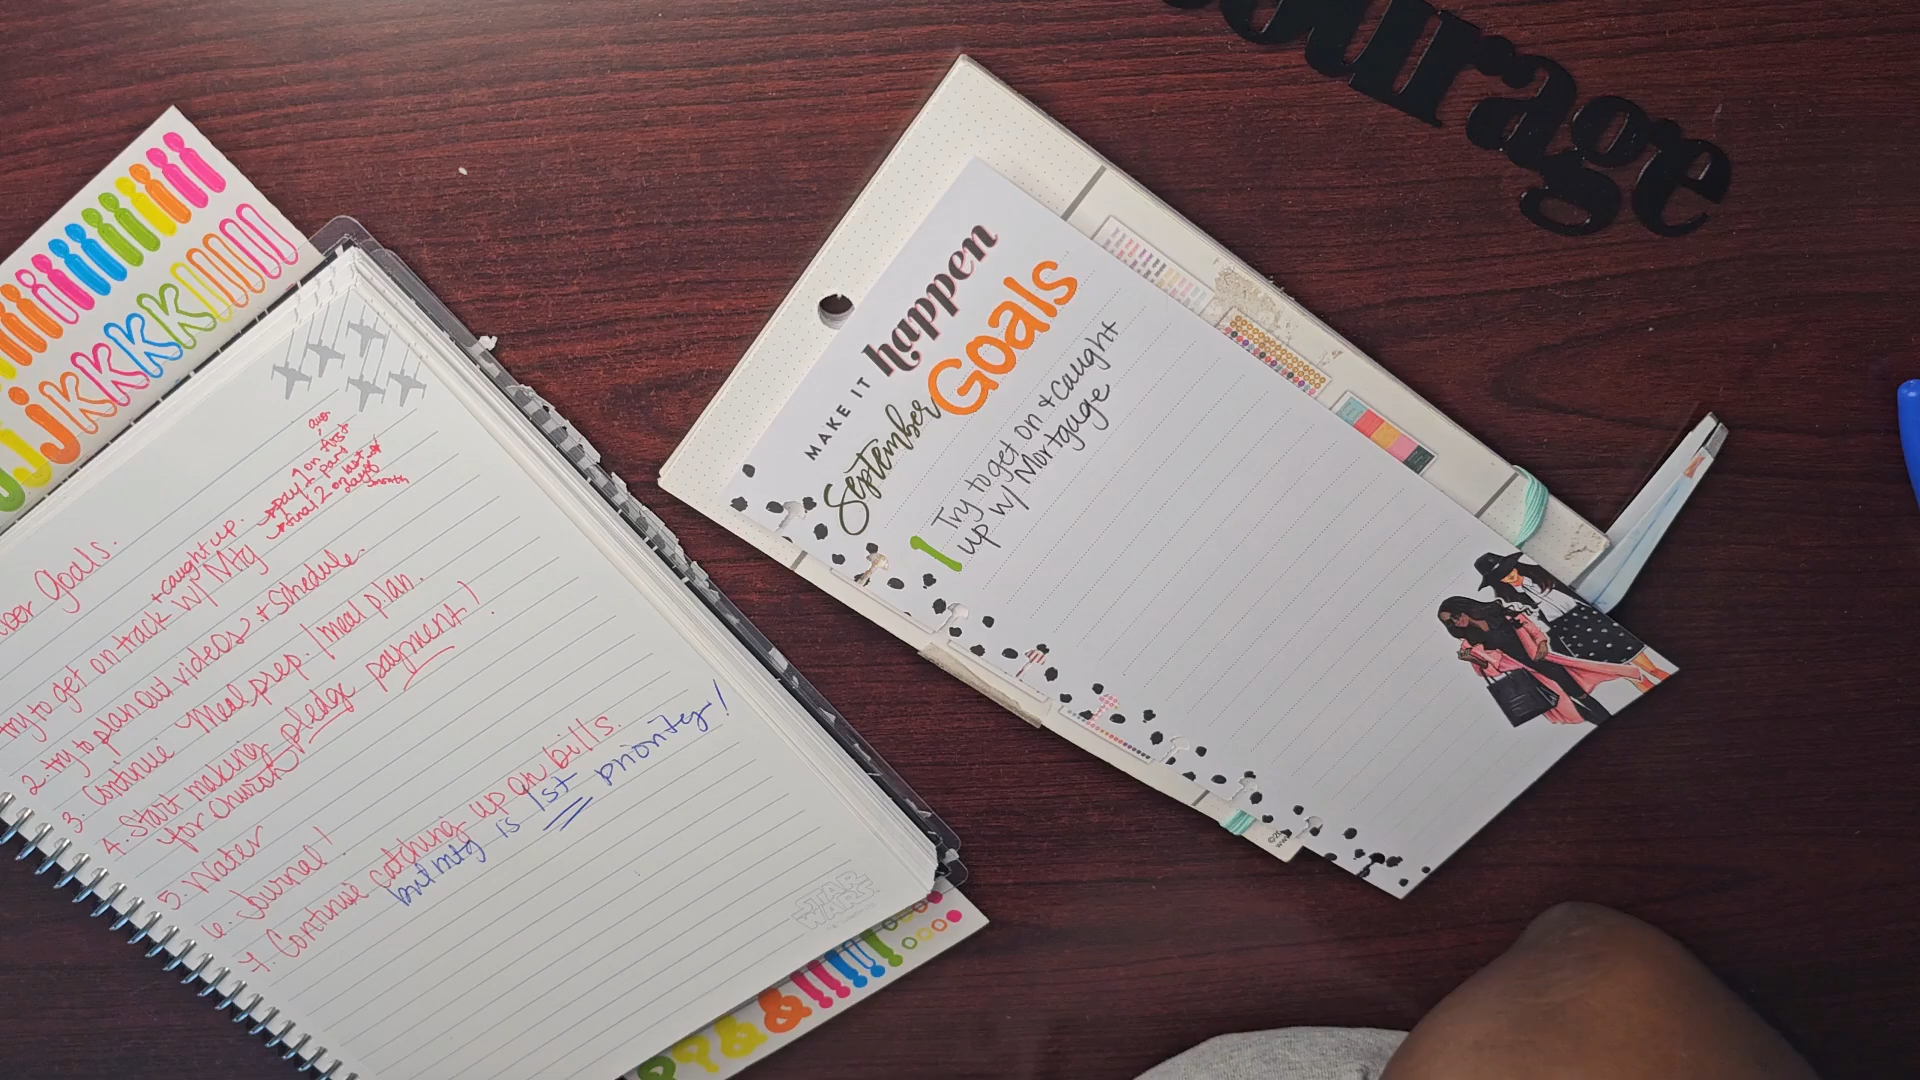 Goals.
try to get on track + caught up.
w/ Mtg
pay 1 on first
final 2 on last
days of month
2. try to plan out videos + schedule.
3. Continue Meal prep. / meal plan.
4. Start making pledge payment!
for Church
5. Water
6. Journal!
7. Continue catching up on bills.
but mtg is 1st priority!
STAR
WARS
MAKE IT happen
September Goals
1 Try to get on + caught
up w/ Mortgage
ourage